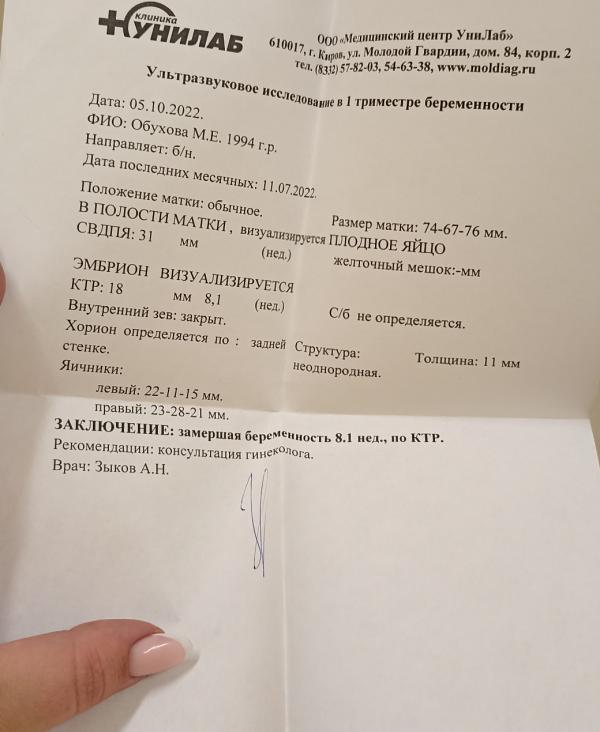 клиника
УНИЛАБ
ООО «Медицинский центр УниЛаб»
610017, г. Киров, ул. Молодой Гвардии, дом. 84, корп. 2
тел. (8332) 57-82-03, 54-63-38, www.moldiag.ru
Ультразвуковое исследование в 1 триместре беременности
Дата: 05.10.2022.
ФИО: Обухова М.Е. 1994 г.р.
Направляет: б/н.
Дата последних месячных: 11.07.2022.
Положение матки: обычное. Размер матки: 74-67-76 мм.
В ПОЛОСТИ МАТКИ , визуализируется ПЛОДНОЕ ЯЙЦО
СВДПЯ: 31 мм (нед.) желточный мешок:-мм
ЭМБРИОН ВИЗУАЛИЗИРУЕТСЯ
КТР: 18 мм 8,1 (нед.) С/б не определяется.
Внутренний зев: закрыт.
Хорион определяется по : задней Структура: Толщина: 11 мм
стенке. неоднородная.
Яичники:
левый: 22-11-15 мм.
правый: 23-28-21 мм.
ЗАКЛЮЧЕНИЕ: замершая беременность 8.1 нед., по КТР.
Рекомендации: консультация гинеколога.
Врач: Зыков А.Н.